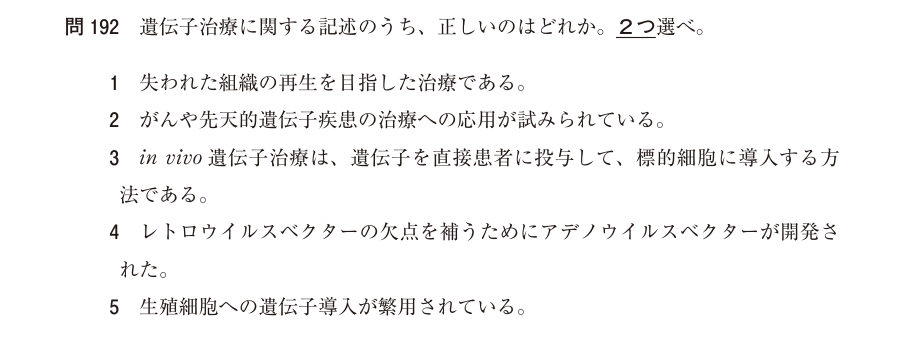 問 192 遺伝子治療に関する記述のうち、正しいのはどれか。2つ選べ。
1 失われた組織の再生を目指した治療である。
2 がんや先天的遺伝子疾患の治療への応用が試みられている。
3 in vivo 遺伝子治療は、遺伝子を直接患者に投与して、標的細胞に導入する方
法である。
4 レトロウイルスベクターの欠点を補うためにアデノウイルスベクターが開発さ
れた。
5 生殖細胞への遺伝子導入が繁用されている。